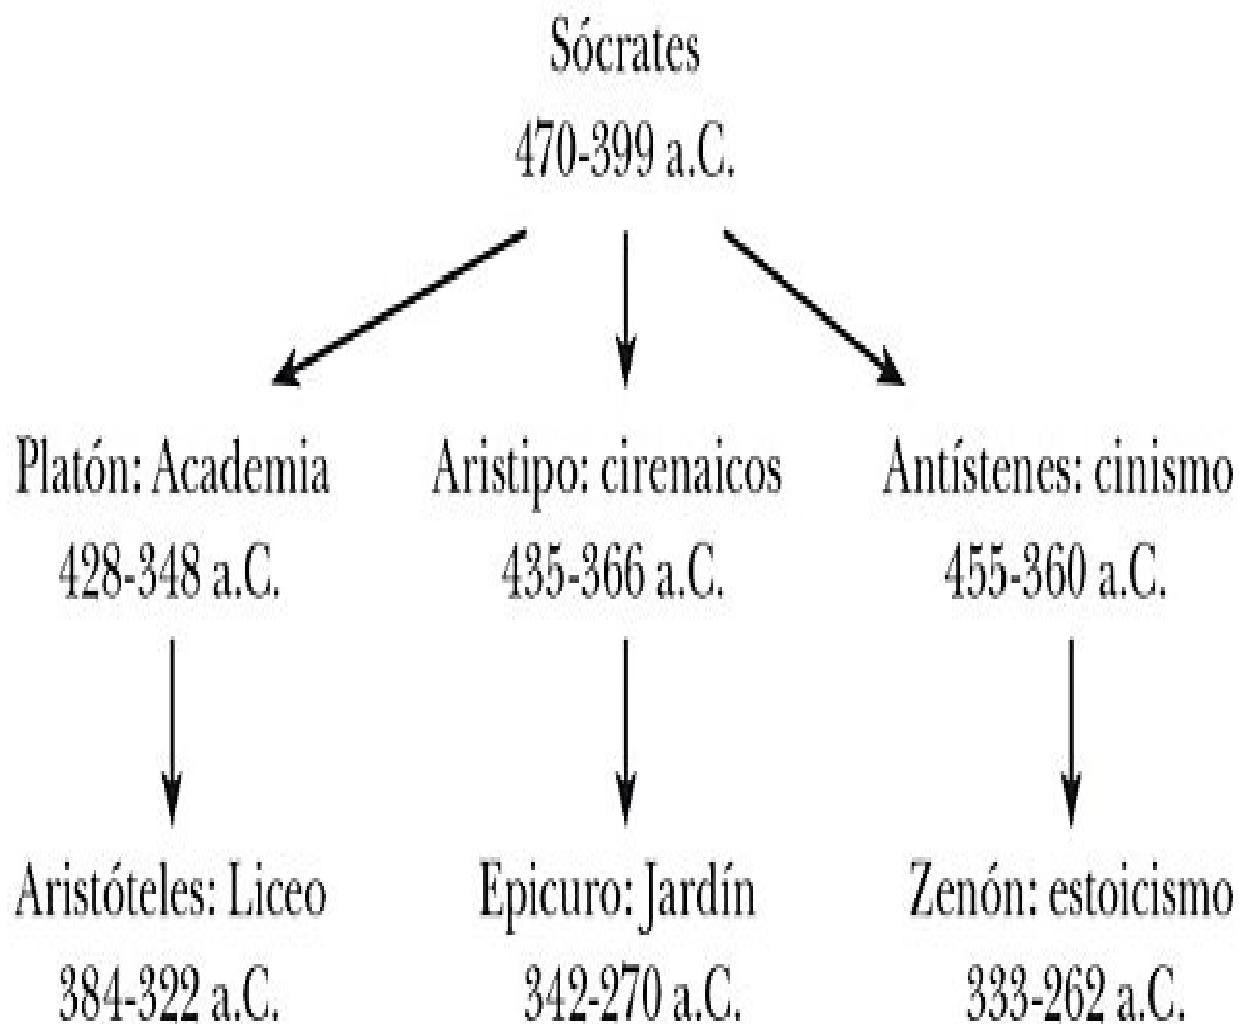 Sócrates
470-399 a.C.
Platón: Academia
428-348 a.C.
Aristipo: cirenaicos
435-366 a.C.
Antístenes: cinismo
455-360 a.C.
Aristóteles: Liceo
384-322 a.C.
Epicuro: Jardín
342-270 a.C.
Zenón: estoicismo
333-262 a.C.